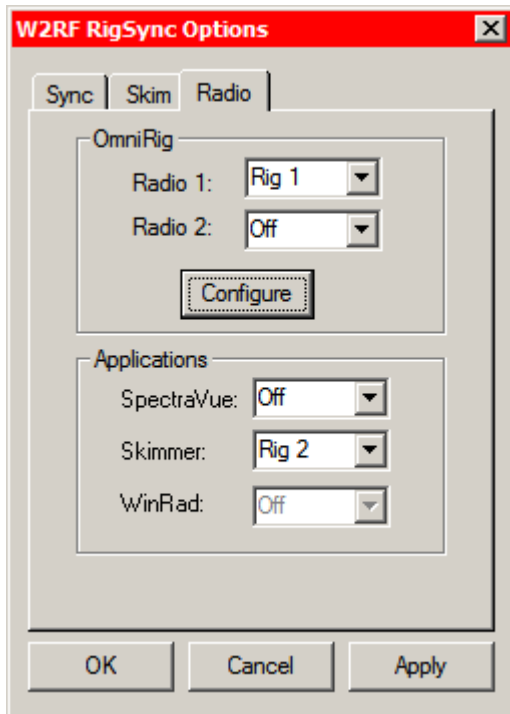 W2RF RigSync Options
Sync Skim Radio
OmniRig
Radio 1: Rig 1
Radio 2: Off
Configure
Applications
SpectraVue: Off
Skimmer: Rig 2
WinRad: Off
OK Cancel Apply